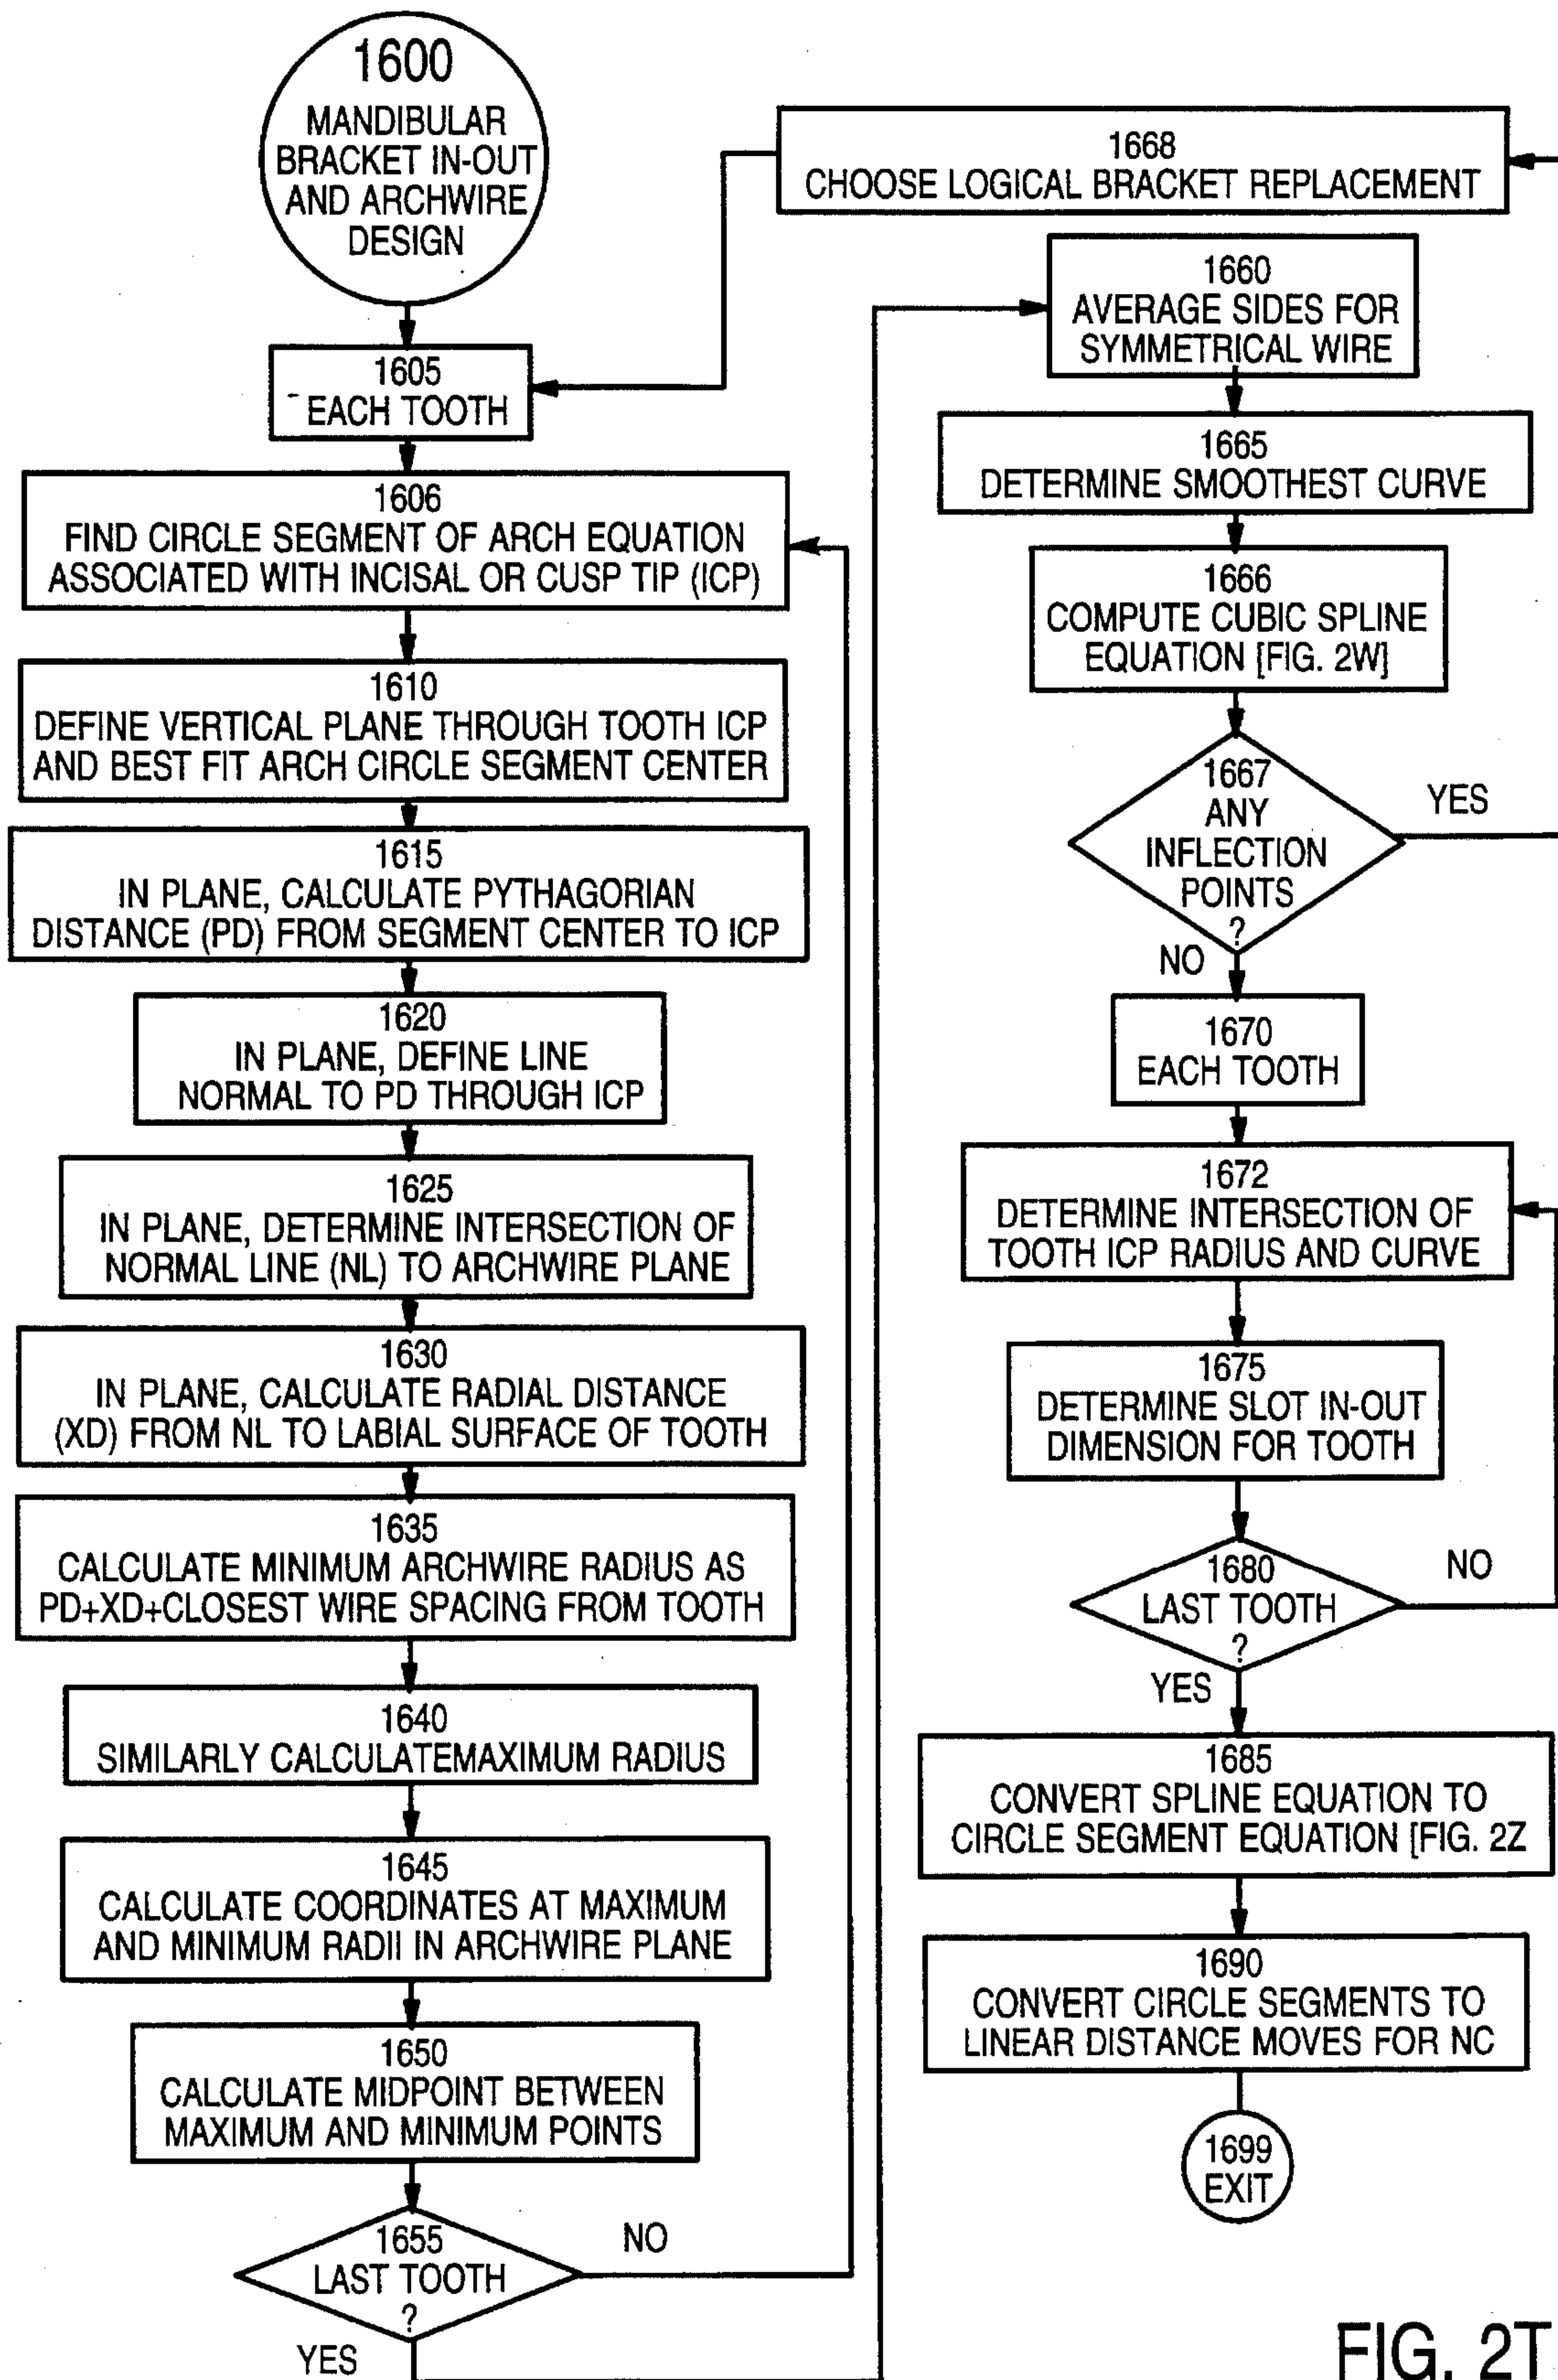 1600
MANDIBULAR
BRACKET IN-OUT
AND ARCHWIRE
DESIGN
1605
EACH TOOTH
1606
FIND CIRCLE SEGMENT OF ARCH EQUATION
ASSOCIATED WITH INCISAL OR CUSP TIP (ICP)
1610
DEFINE VERTICAL PLANE THROUGH TOOTH ICP
AND BEST FIT ARCH CIRCLE SEGMENT CENTER
1615
IN PLANE, CALCULATE PYTHAGORIAN
DISTANCE (PD) FROM SEGMENT CENTER TO ICP
1620
IN PLANE, DEFINE LINE
NORMAL TO PD THROUGH ICP
1625
IN PLANE, DETERMINE INTERSECTION OF
NORMAL LINE (NL) TO ARCHWIRE PLANE
1630
IN PLANE, CALCULATE RADIAL DISTANCE
(XD) FROM NL TO LABIAL SURFACE OF TOOTH
1635
CALCULATE MINIMUM ARCHWIRE RADIUS AS
PD+XD+CLOSEST WIRE SPACING FROM TOOTH
1640
SIMILARLY CALCULATEMAXIMUM RADIUS
1645
CALCULATE COORDINATES AT MAXIMUM
AND MINIMUM RADII IN ARCHWIRE PLANE
1650
CALCULATE MIDPOINT BETWEEN
MAXIMUM AND MINIMUM POINTS
1655
LAST TOOTH
?
NO
YES
1668
CHOOSE LOGICAL BRACKET REPLACEMENT
1660
AVERAGE SIDES FOR
SYMMETRICAL WIRE
1665
DETERMINE SMOOTHEST CURVE
1666
COMPUTE CUBIC SPLINE
EQUATION [FIG. 2W]
1667
ANY
INFLECTION
POINTS
?
YES
NO
1670
EACH TOOTH
1672
DETERMINE INTERSECTION OF
TOOTH ICP RADIUS AND CURVE
1675
DETERMINE SLOT IN-OUT
DIMENSION FOR TOOTH
1680
LAST TOOTH
?
NO
YES
1685
CONVERT SPLINE EQUATION TO
CIRCLE SEGMENT EQUATION [FIG. 2Z
1690
CONVERT CIRCLE SEGMENTS TO
LINEAR DISTANCE MOVES FOR NC
1699
EXIT
FIG. 2T